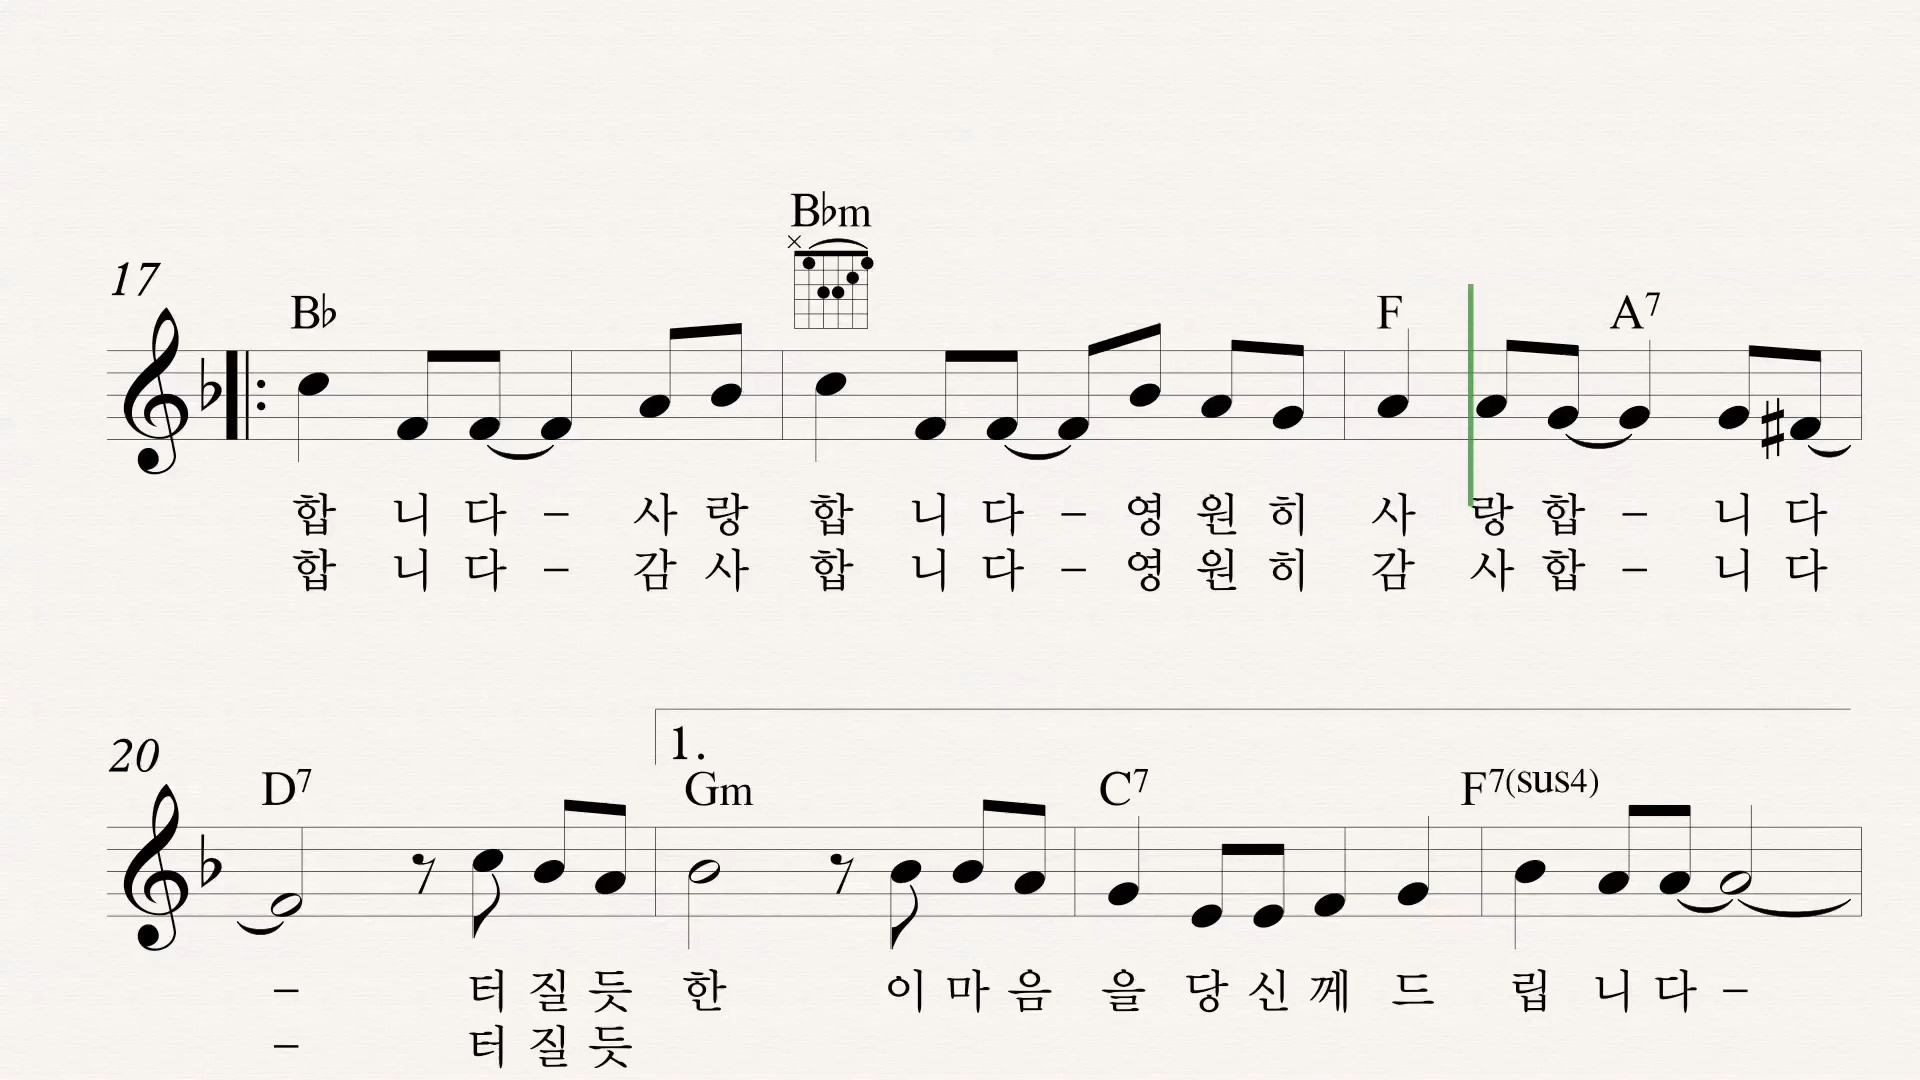 B♭m
17
B♭ F A7
합 니 다 – 사 랑 합 니 다 – 영 원 히 사 랑 합 – 니 다
합 니 다 – 감 사 합 니 다 – 영 원 히 감 사 합 – 니 다
1.
20
D7 Gm C7 F7(sus4)
– 터 질 듯 한 이 마 음 을 당 신 께 드 립 니 다 –
– 터 질 듯